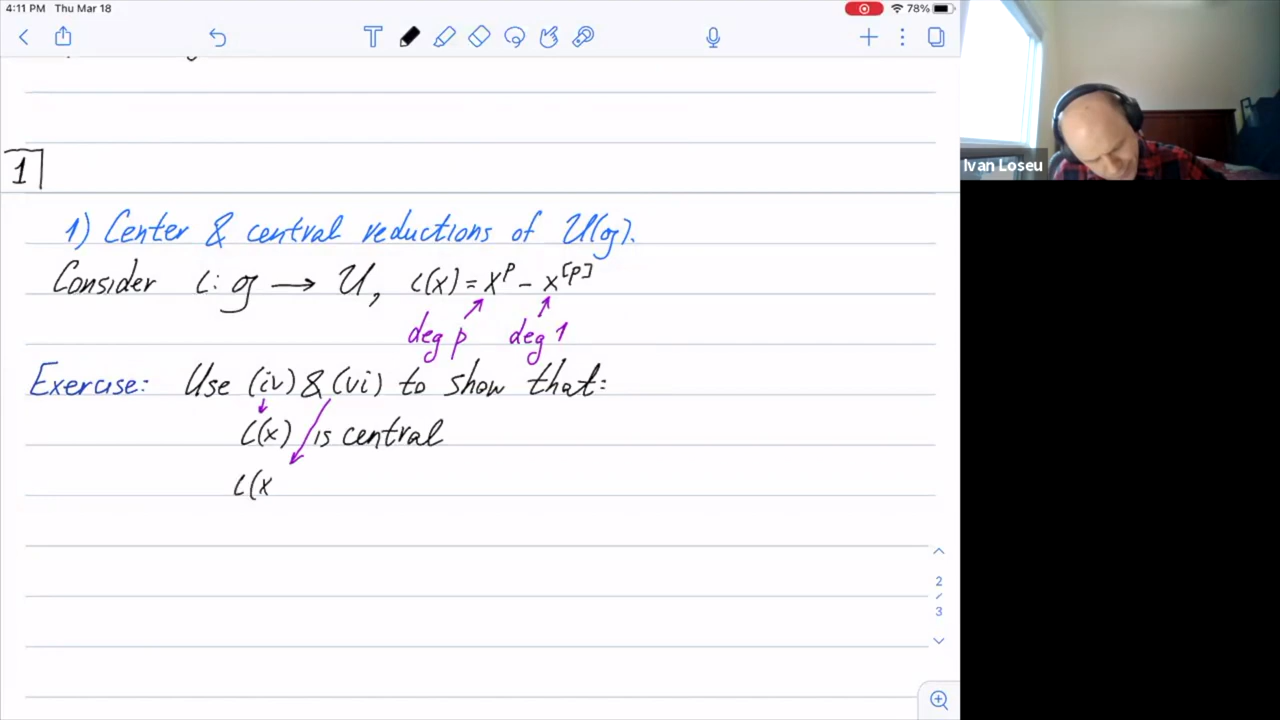 4:11 PM Thu Mar 18
78%
Ivan Loseu
1
1) Center & central reductions of U(g).
Consider ι: g → U, ι(x) = x^p - x^[p]
deg p deg 1
Exercise: Use (iv) & (vi) to show that:
ι(x) is central
ι(x
2
/
3